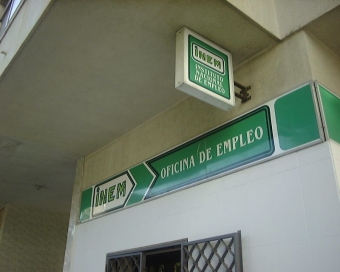 INEM
INSTITUTO
NACIONAL
DE EMPLEO
INEM OFICINA DE EMPLEO